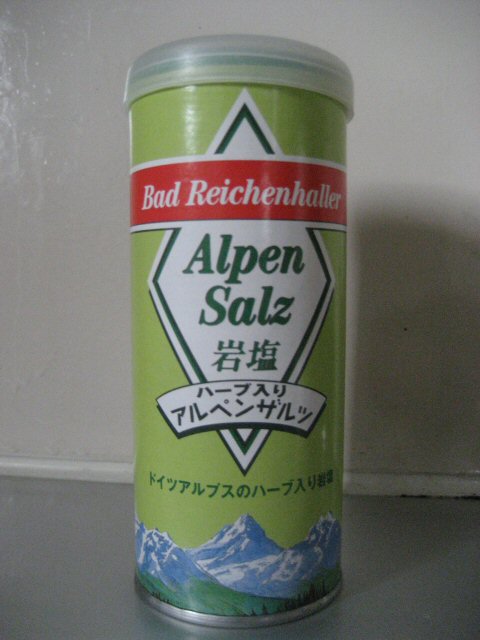 Bad Reichenhaller
Alpen
Salz
岩塩
ハーブ入り
アルペンザルツ
ドイツアルプスのハーブ入り岩塩